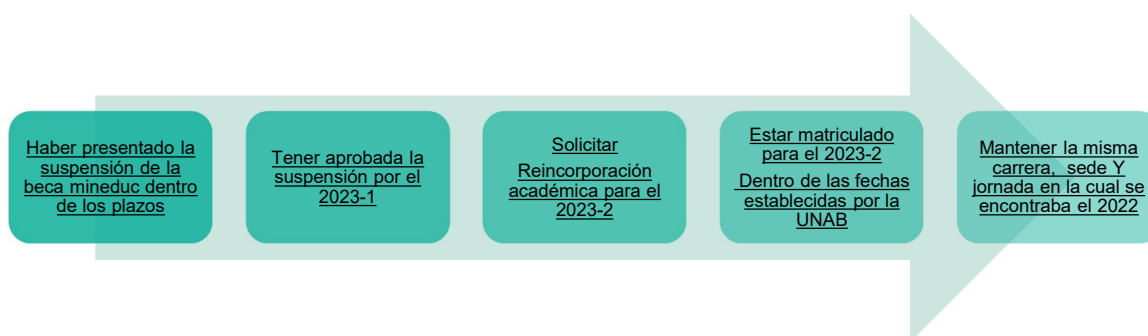 Haber presentado la
suspensión de la
beca mineduc dentro
de los plazos
Tener aprobada la
suspensión por el
2023-1
Solicitar
Reincorporación
académica para el
2023-2
Estar matriculado
para el 2023-2
Dentro de las fechas
establecidas por la
UNAB
Mantener la misma
carrera, sede Y
jornada en la cual se
encontraba el 2022